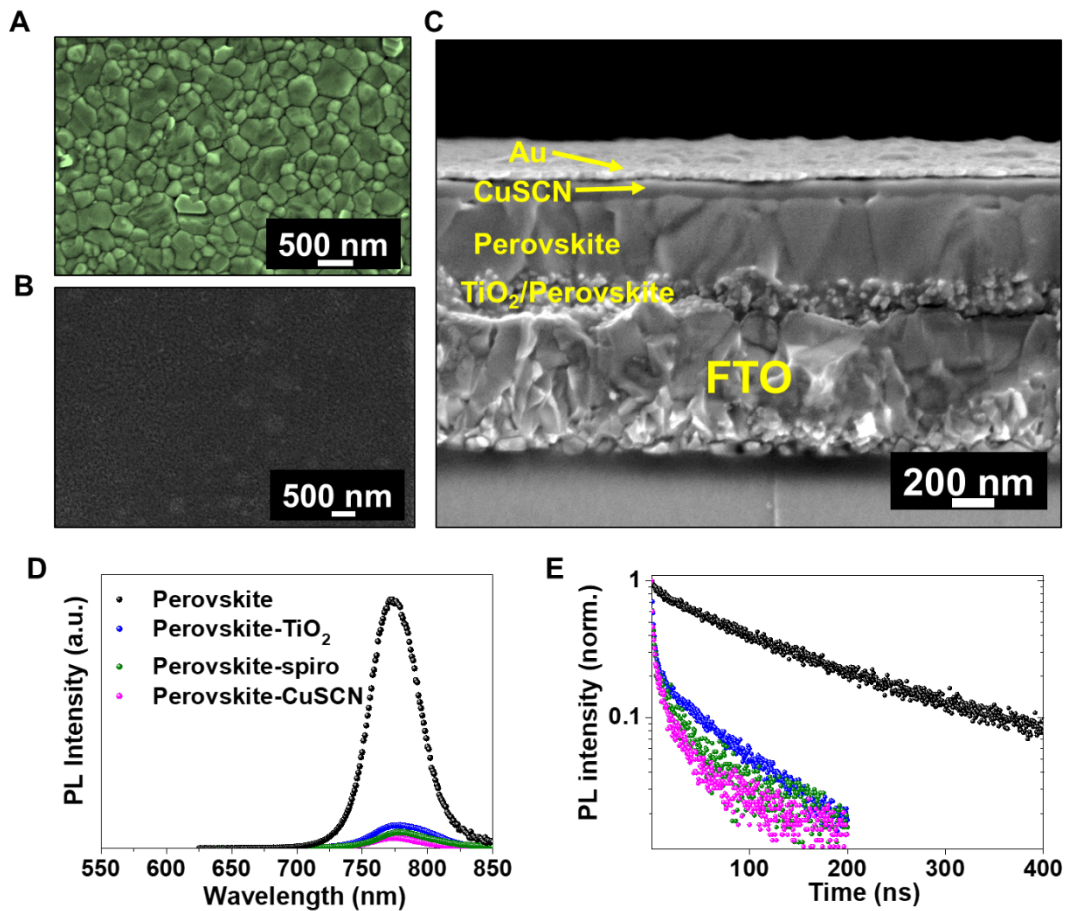 A
500 nm
B
500 nm
C
Au
CuSCN
Perovskite
TiO2/Perovskite
FTO
200 nm
D
Perovskite
Perovskite-TiO2
Perovskite-spiro
Perovskite-CuSCN
PL Intensity (a.u.)
550 600 650 700 750 800 850
Wavelength (nm)
E
1
0.1
PL intensity (norm.)
100 200 300 400
Time (ns)